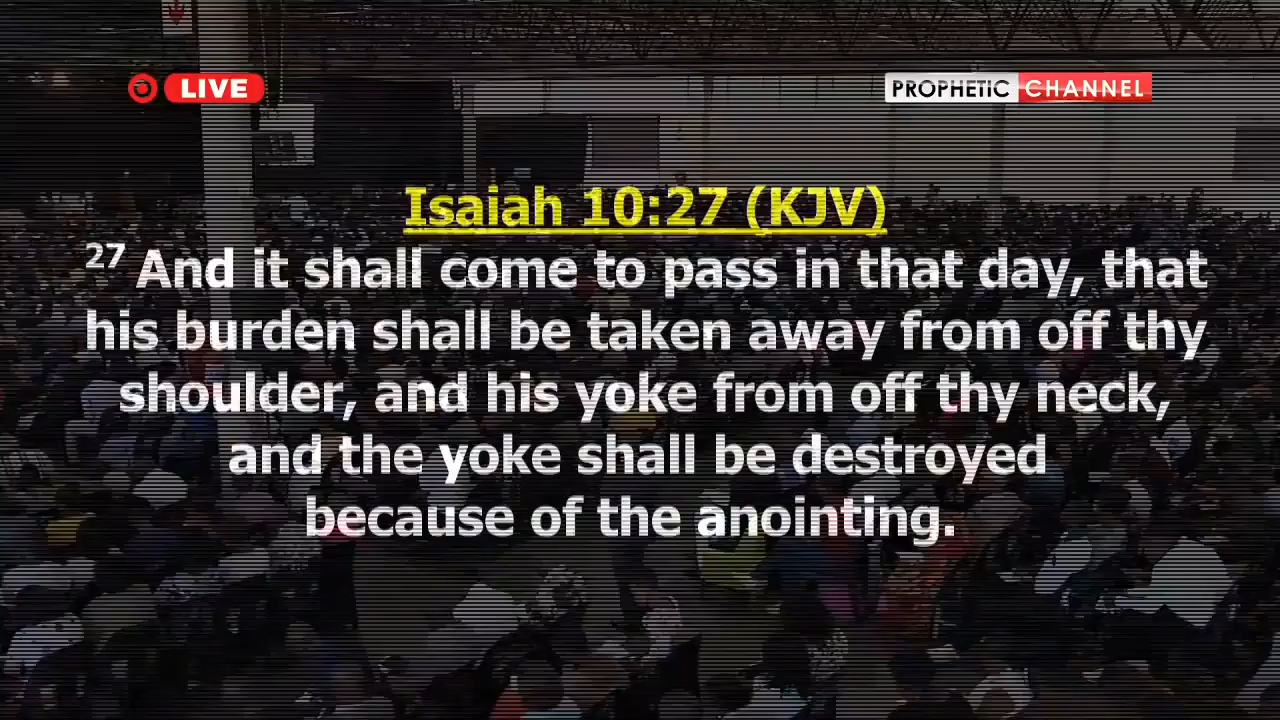 LIVE
PROPHETIC CHANNEL
Isaiah 10:27 (KJV)
27 And it shall come to pass in that day, that
his burden shall be taken away from off thy
shoulder, and his yoke from off thy neck,
and the yoke shall be destroyed
because of the anointing.